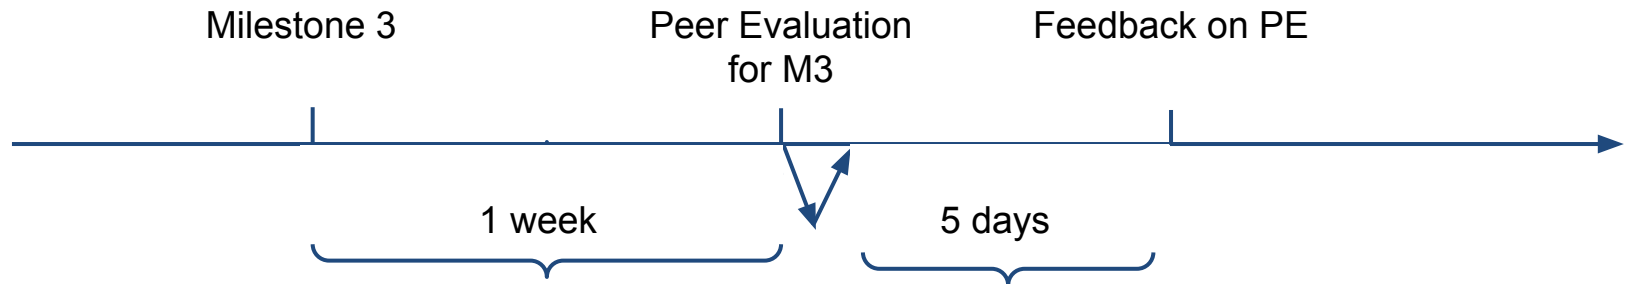 Milestone 3
Peer Evaluation
for M3
Feedback on PE
1 week
5 days